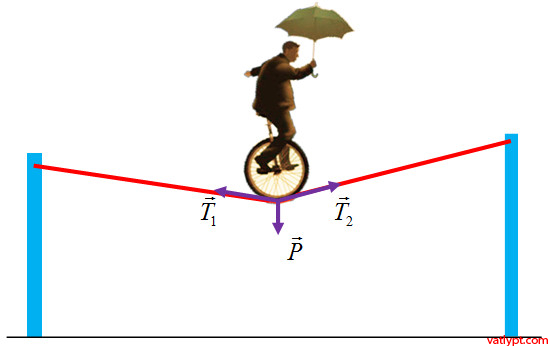 T⃗₁
T⃗₂
P⃗
vatlypt.com